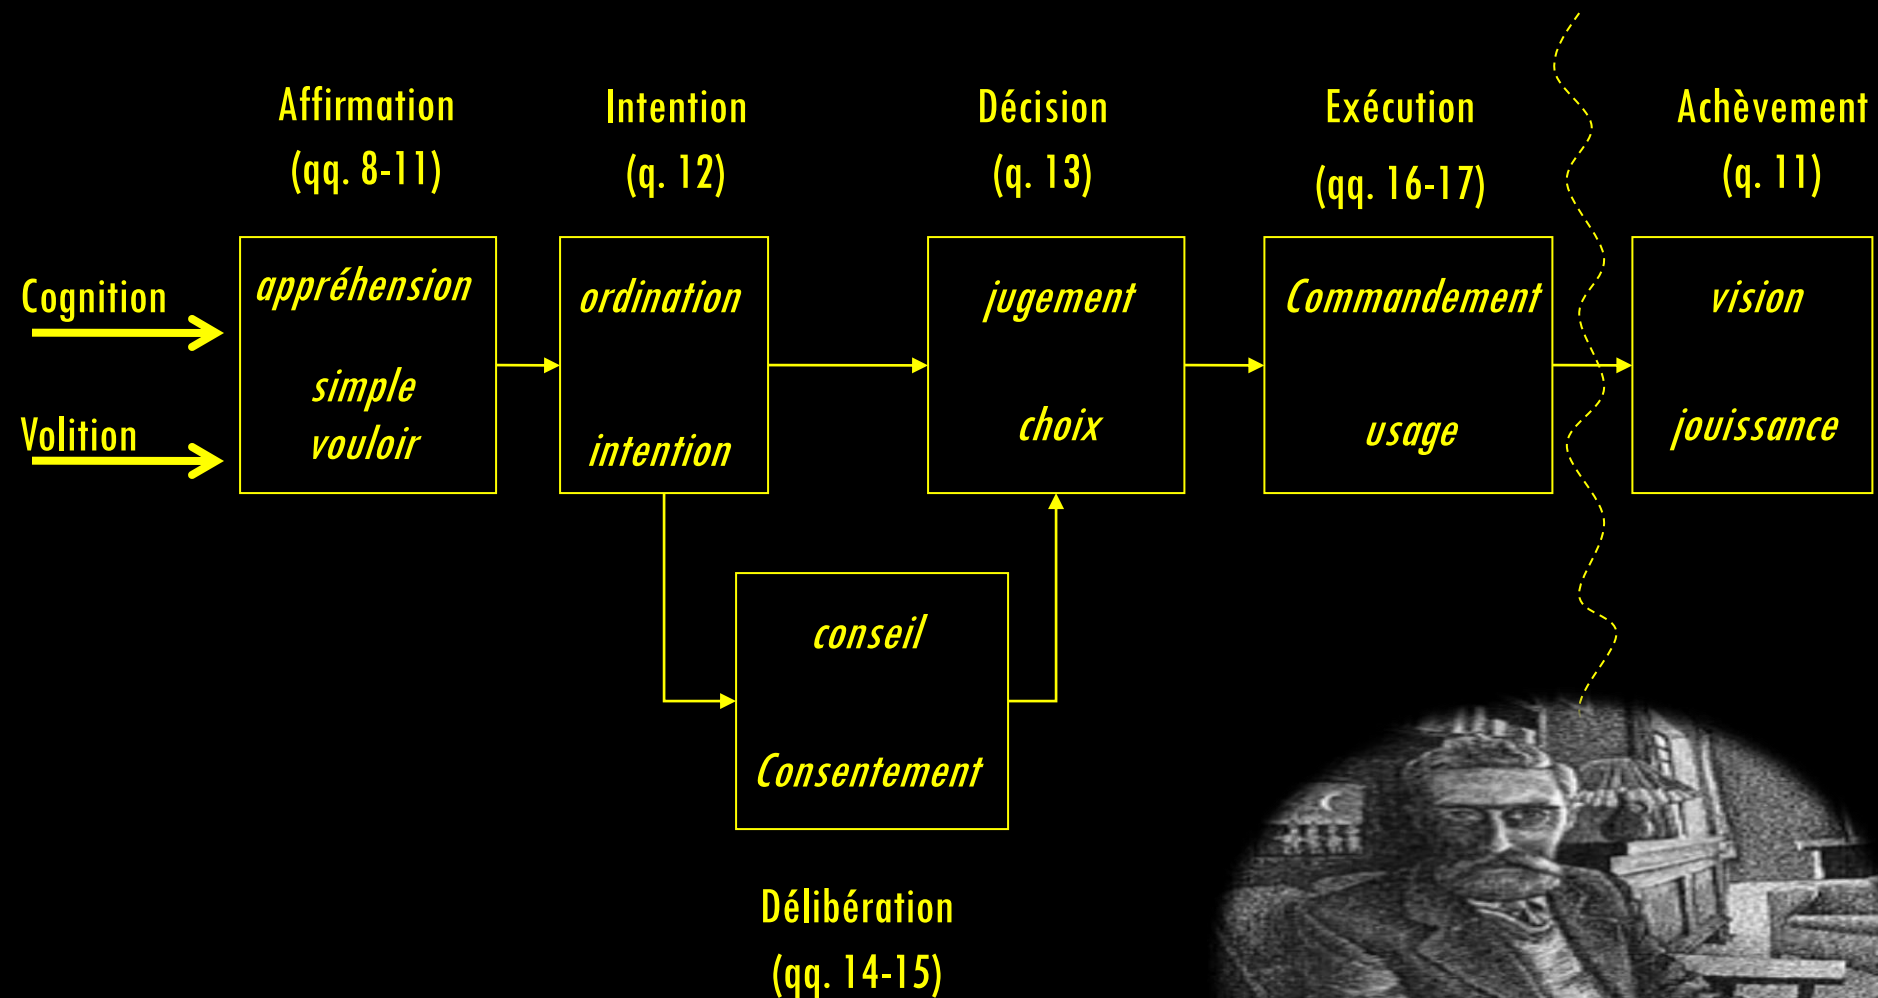 Affirmation
(qq. 8-11)
Intention
(q. 12)
Décision
(q. 13)
Exécution
(qq. 16-17)
Achèvement
(q. 11)
Cognition
Volition
appréhension
simple
vouloir
ordination
intention
jugement
choix
Commandement
usage
vision
jouissance
conseil
Consentement
Délibération
(qq. 14-15)